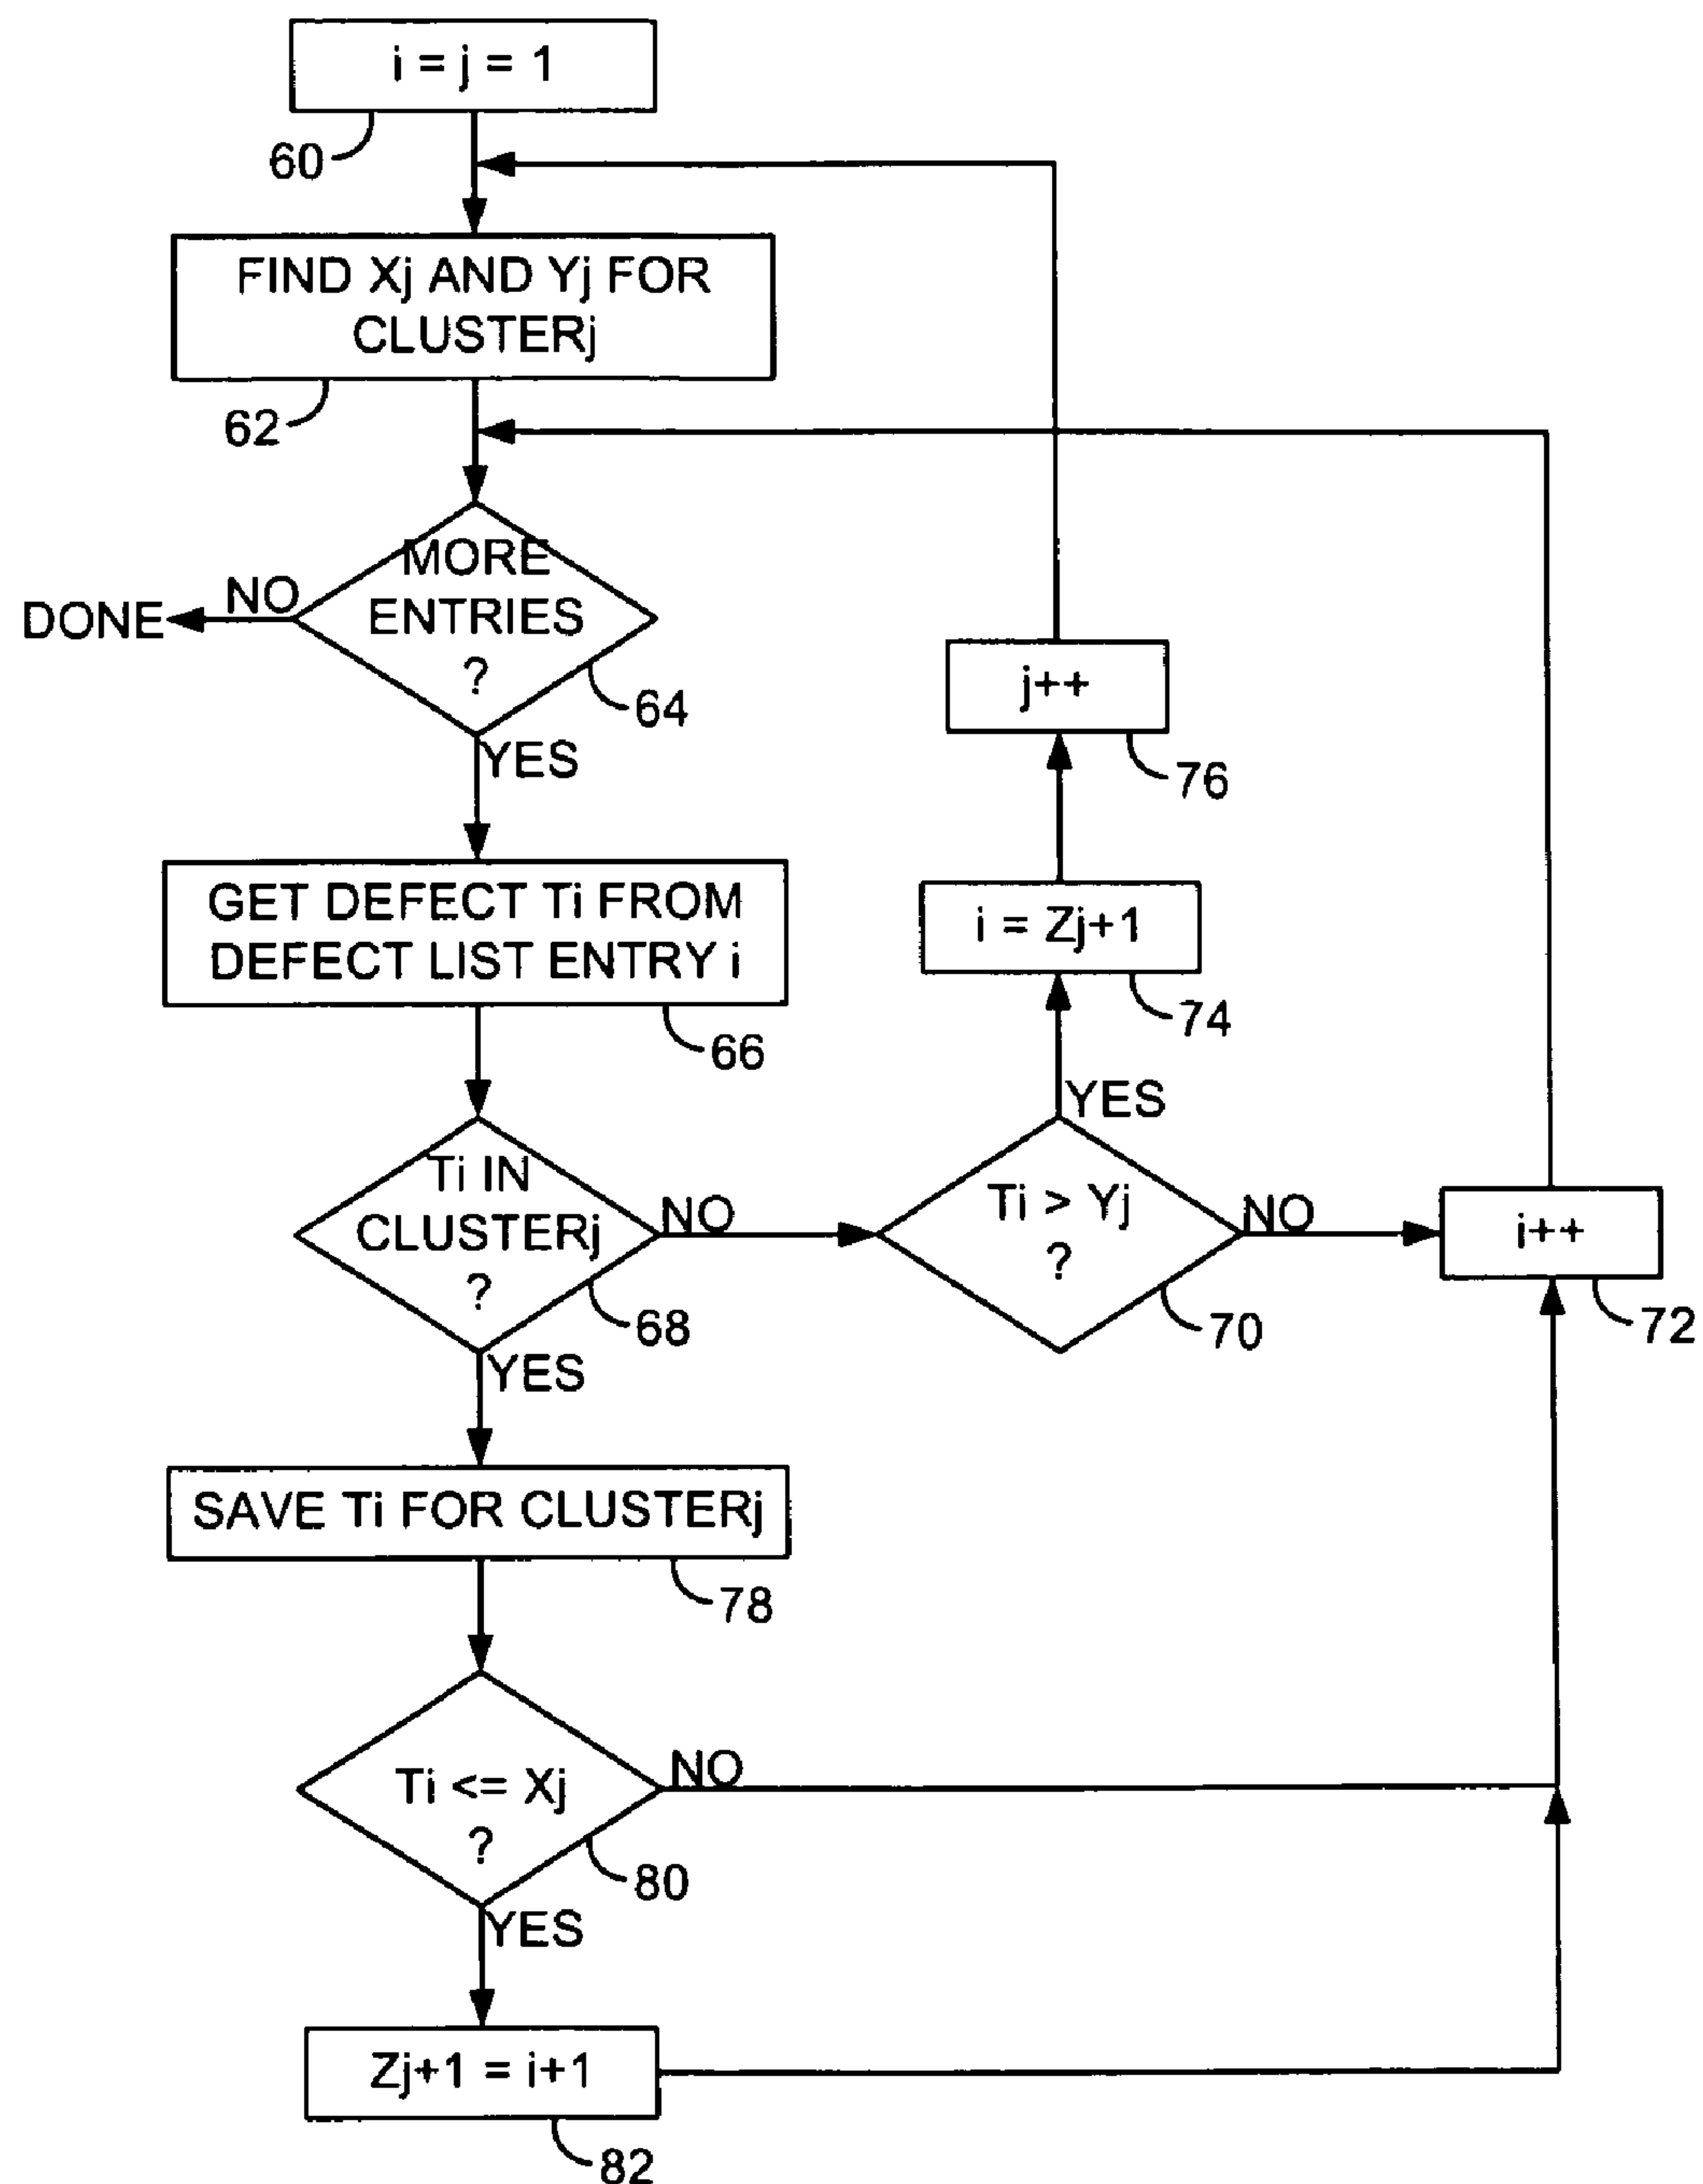 i = j = 1
60
FIND Xj AND Yj FOR
CLUSTERj
62
MORE
ENTRIES
?
64
NO
DONE
YES
j++
76
GET DEFECT Ti FROM
DEFECT LIST ENTRY i
66
i = Zj+1
74
YES
Ti IN
CLUSTERj
?
68
NO
Ti > Yj
?
70
NO
i++
72
YES
SAVE Ti FOR CLUSTERj
78
Ti <= Xj
?
80
NO
YES
Zj+1 = i+1
82